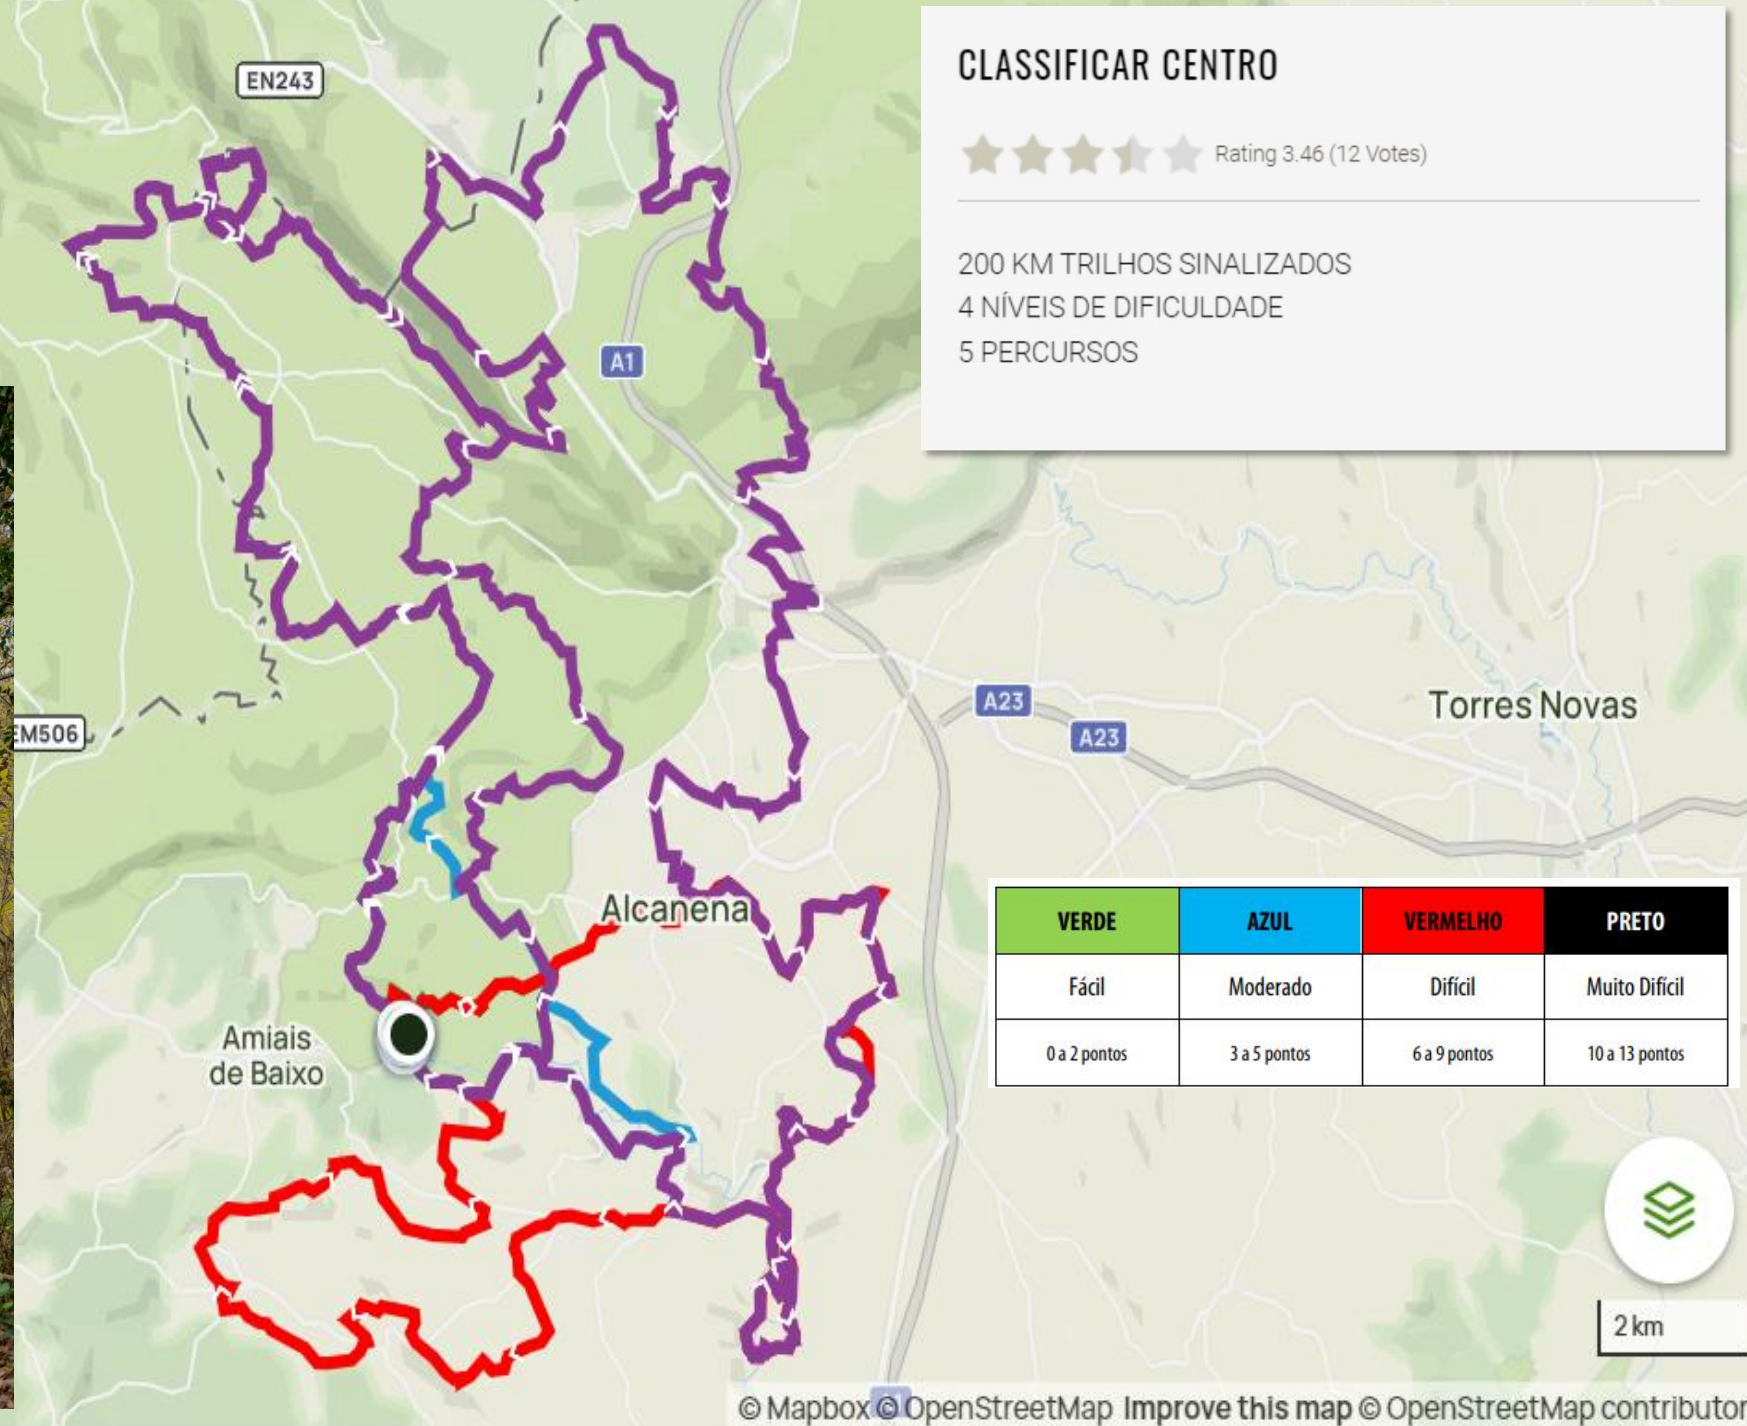 EN243
CLASSIFICAR CENTRO
Rating 3.46 (12 Votes)
200 KM TRILHOS SINALIZADOS
4 NÍVEIS DE DIFICULDADE
5 PERCURSOS
A1
A23
A23
Torres Novas
EM506
Alcanena
Amiais
de Baixo
VERDE AZUL VERMELHO PRETO
Fácil Moderado Difícil Muito Difícil
0 a 2 pontos 3 a 5 pontos 6 a 9 pontos 10 a 13 pontos
2 km
© Mapbox © OpenStreetMap Improve this map © OpenStreetMap contributor